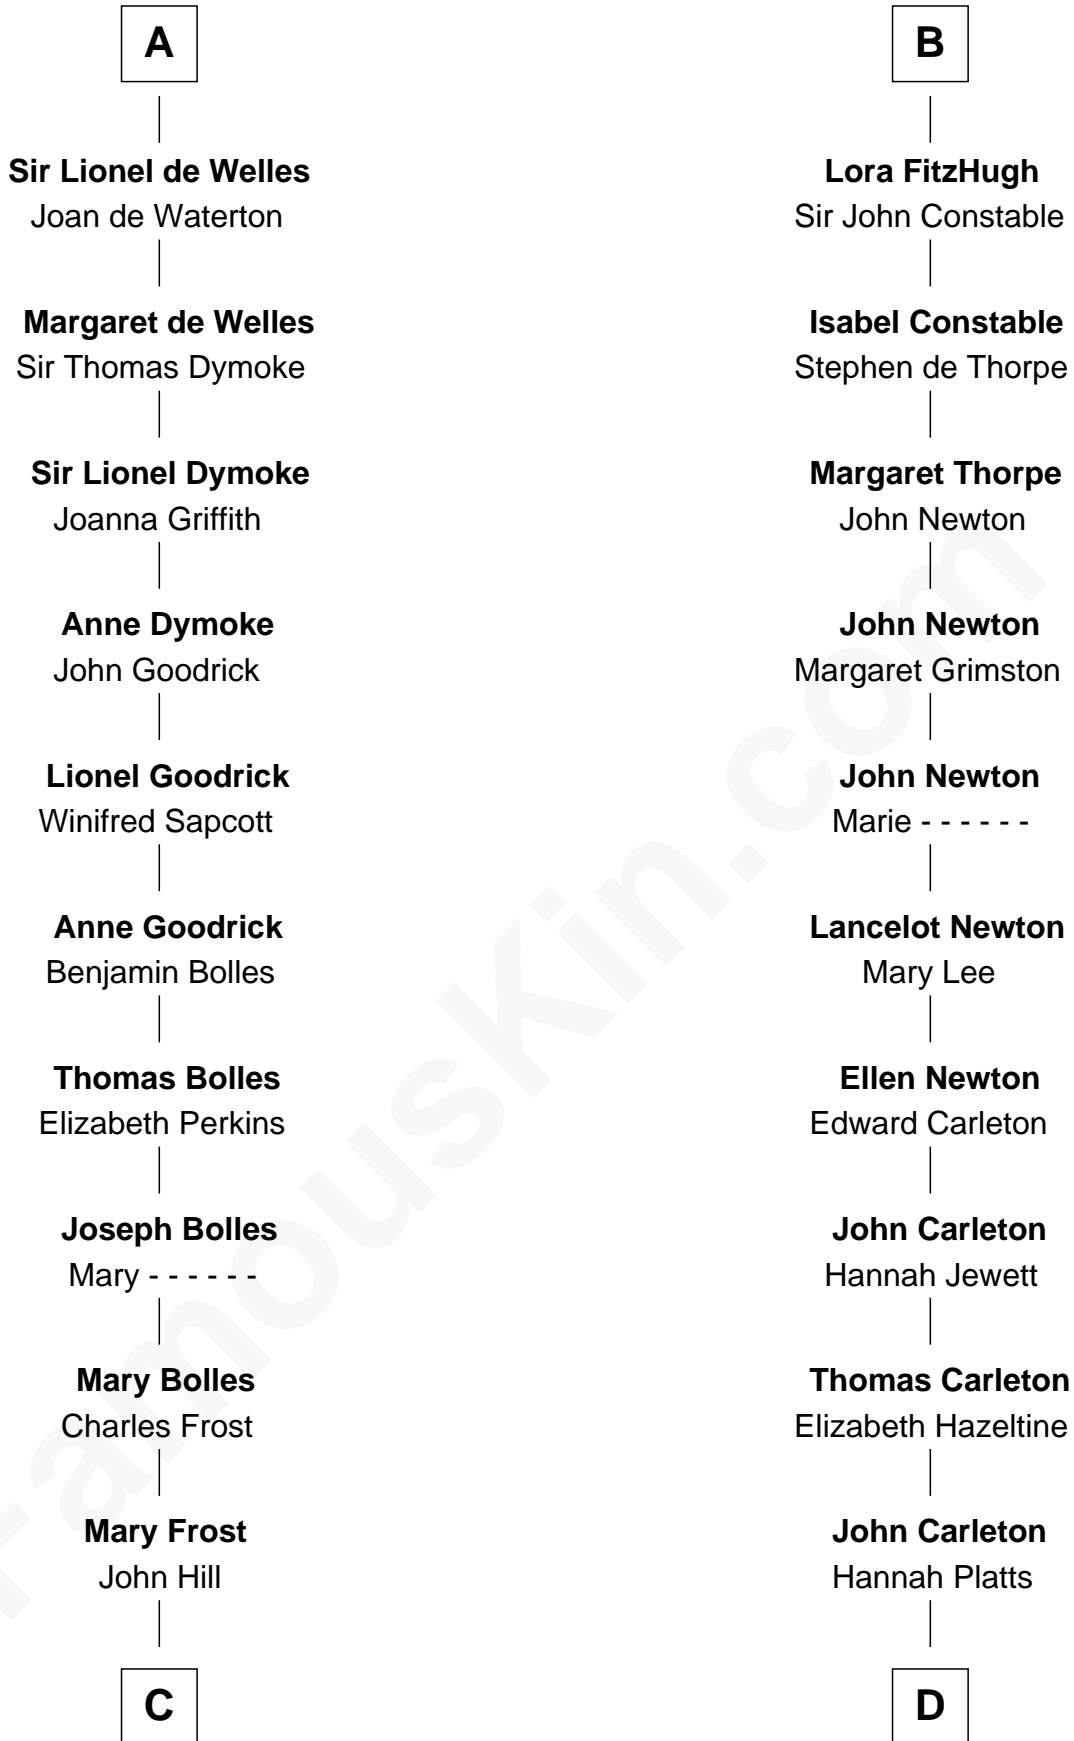 A
Sir Lionel de Welles
Joan de Waterton
Margaret de Welles
Sir Thomas Dymoke
Sir Lionel Dymoke
Joanna Griffith
Anne Dymoke
John Goodrick
Lionel Goodrick
Winifred Sapcott
Anne Goodrick
Benjamin Bolles
Thomas Bolles
Elizabeth Perkins
Joseph Bolles
Mary - - - - - -
Mary Bolles
Charles Frost
Mary Frost
John Hill
C
B
Lora FitzHugh
Sir John Constable
Isabel Constable
Stephen de Thorpe
Margaret Thorpe
John Newton
John Newton
Margaret Grimston
John Newton
Marie - - - - - -
Lancelot Newton
Mary Lee
Ellen Newton
Edward Carleton
John Carleton
Hannah Jewett
Thomas Carleton
Elizabeth Hazeltine
John Carleton
Hannah Platts
D
FamousKin.com